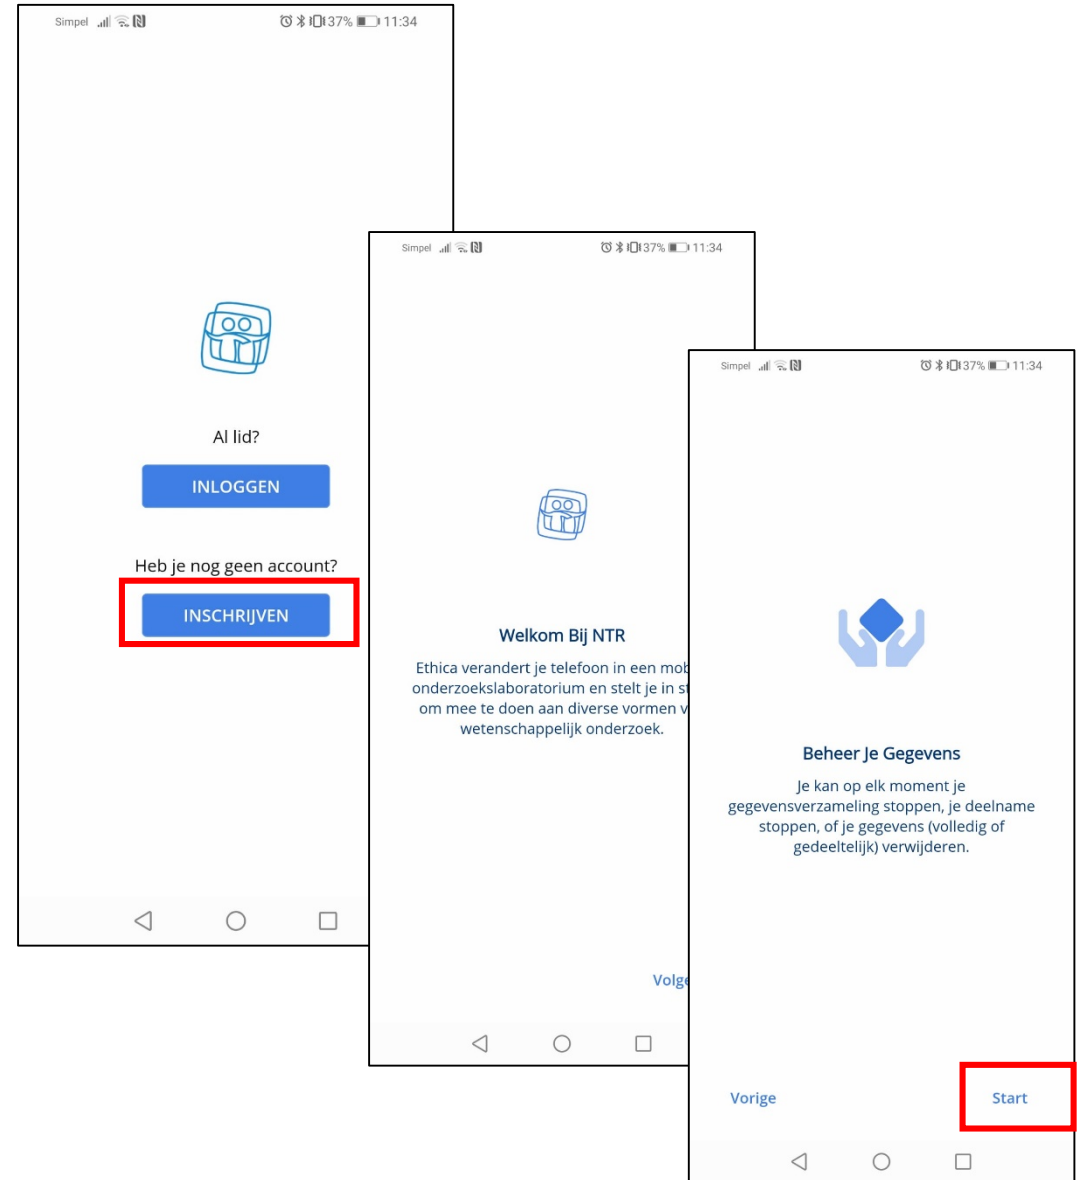 Simpel 37% 11:34
Al lid?
INLOGGEN
Heb je nog geen account?
INSCHRIJVEN
Simpel 37% 11:34
Welkom Bij NTR
Ethica verandert je telefoon in een mob
onderzoekslaboratorium en stelt je in st
om mee te doen aan diverse vormen v
wetenschappelijk onderzoek.
Volge
Simpel 37% 11:34
Beheer Je Gegevens
Je kan op elk moment je
gegevensverzameling stoppen, je deelname
stoppen, of je gegevens (volledig of
gedeeltelijk) verwijderen.
Vorige
Start